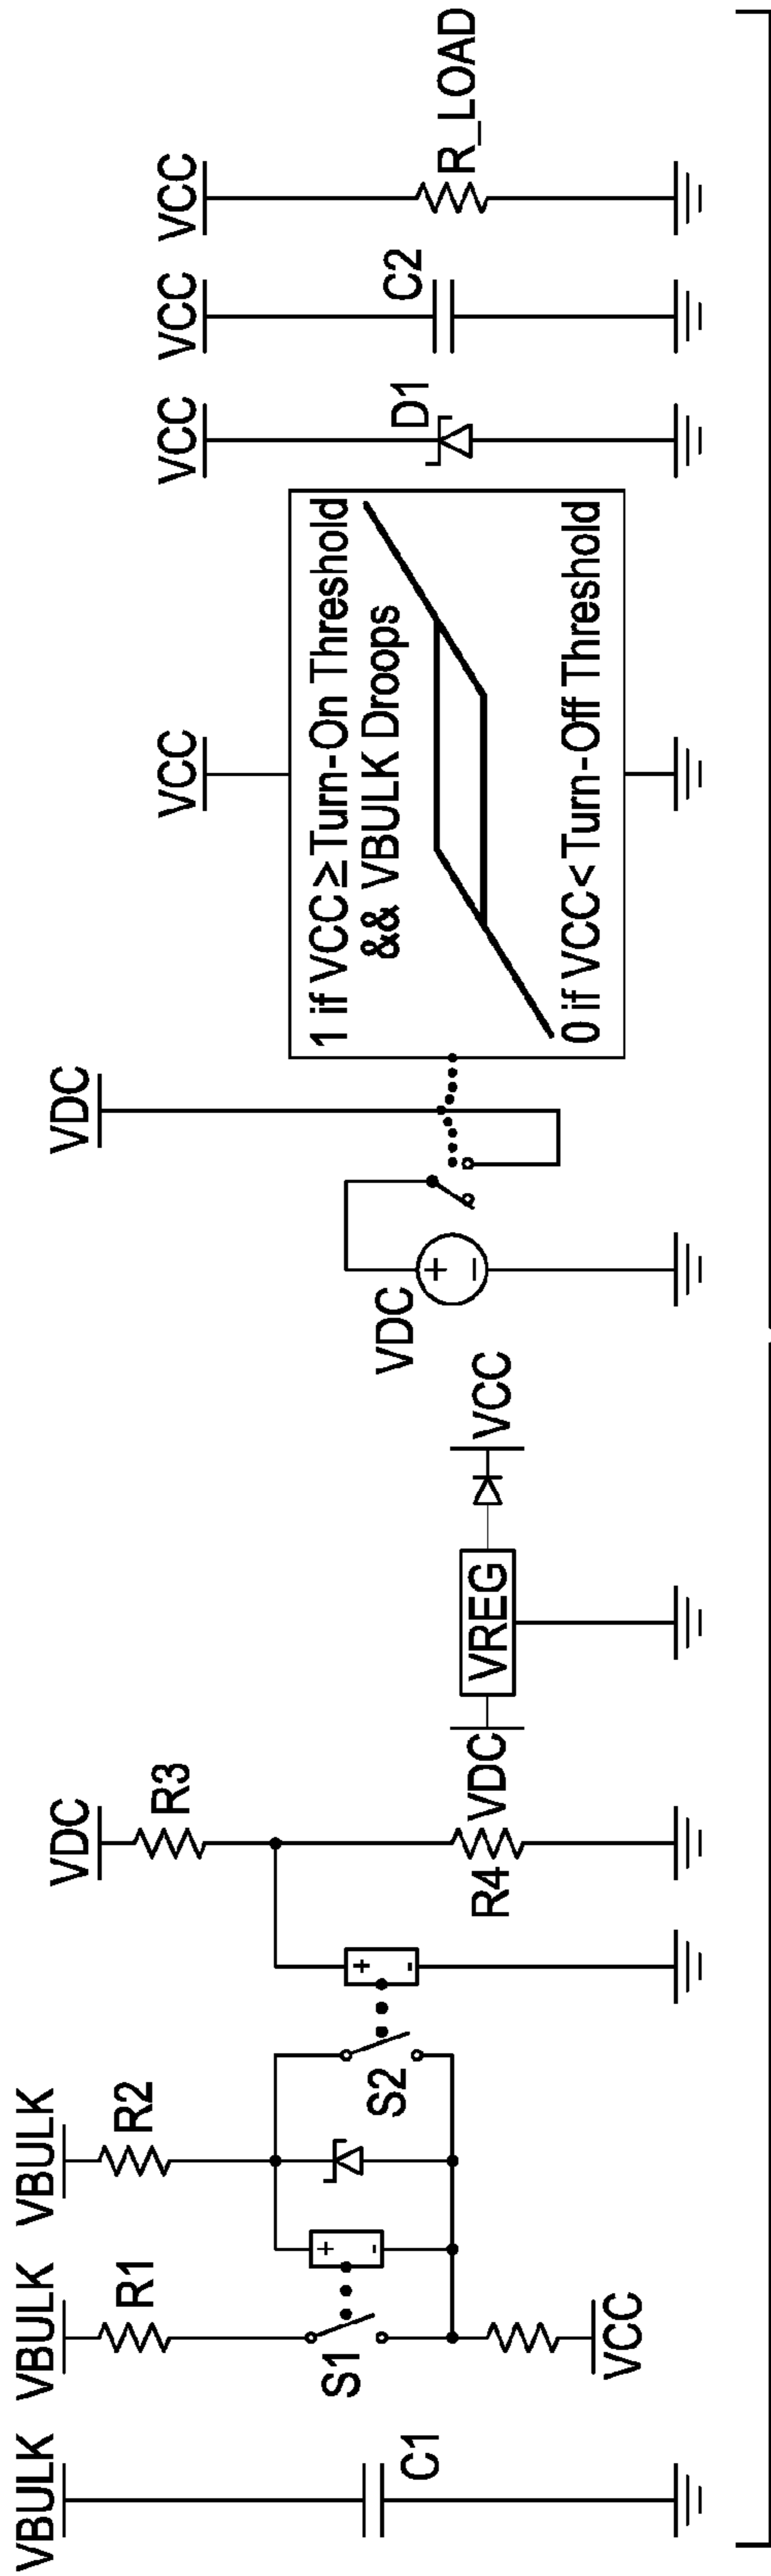 VBULK
C1
VBULK
R1
S1
VCC
+
-
VBULK
R2
S2
+
-
VDC
R3
R4
VDC
VREG
VCC
VDC
+
−
VDC
VCC
1 if VCC≥Turn-On Threshold
&& VBULK Droops
0 if VCC<Turn-Off Threshold
VCC
D1
VCC
C2
VCC
R_LOAD